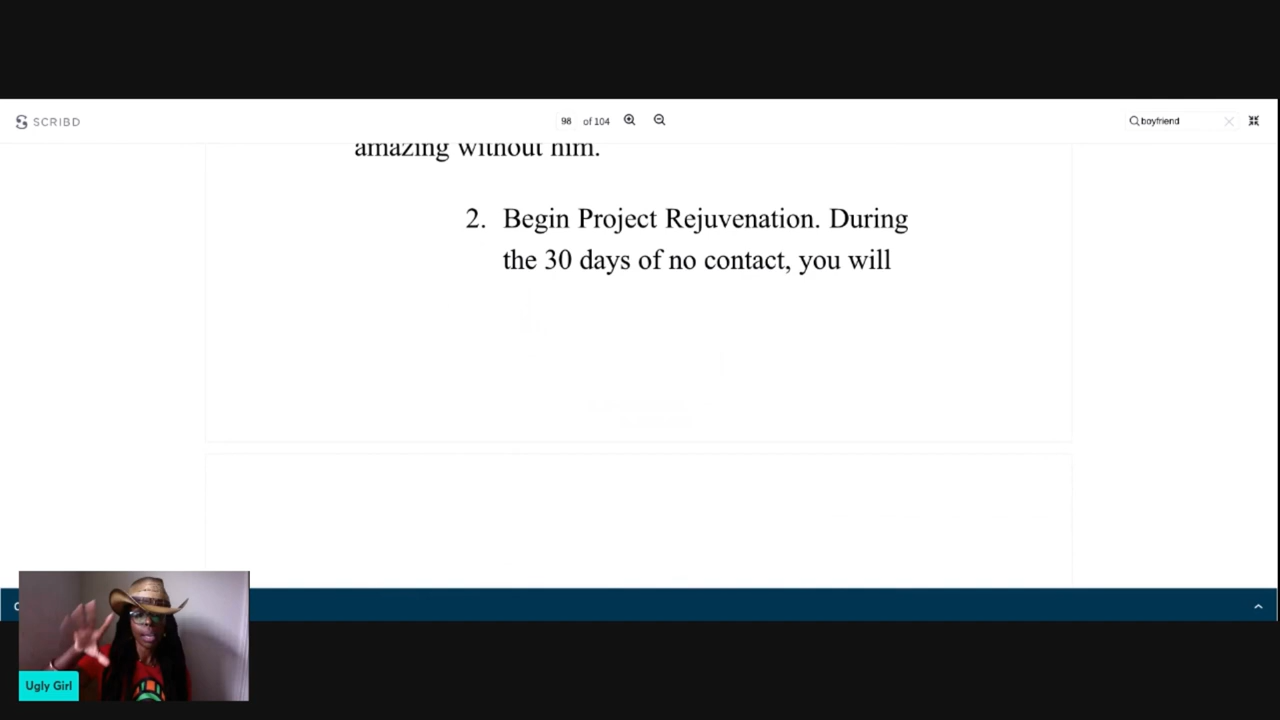 SCRIBD
98 of 104
boyfriend
amazing without him.
2. Begin Project Rejuvenation. During
the 30 days of no contact, you will
Ugly Girl